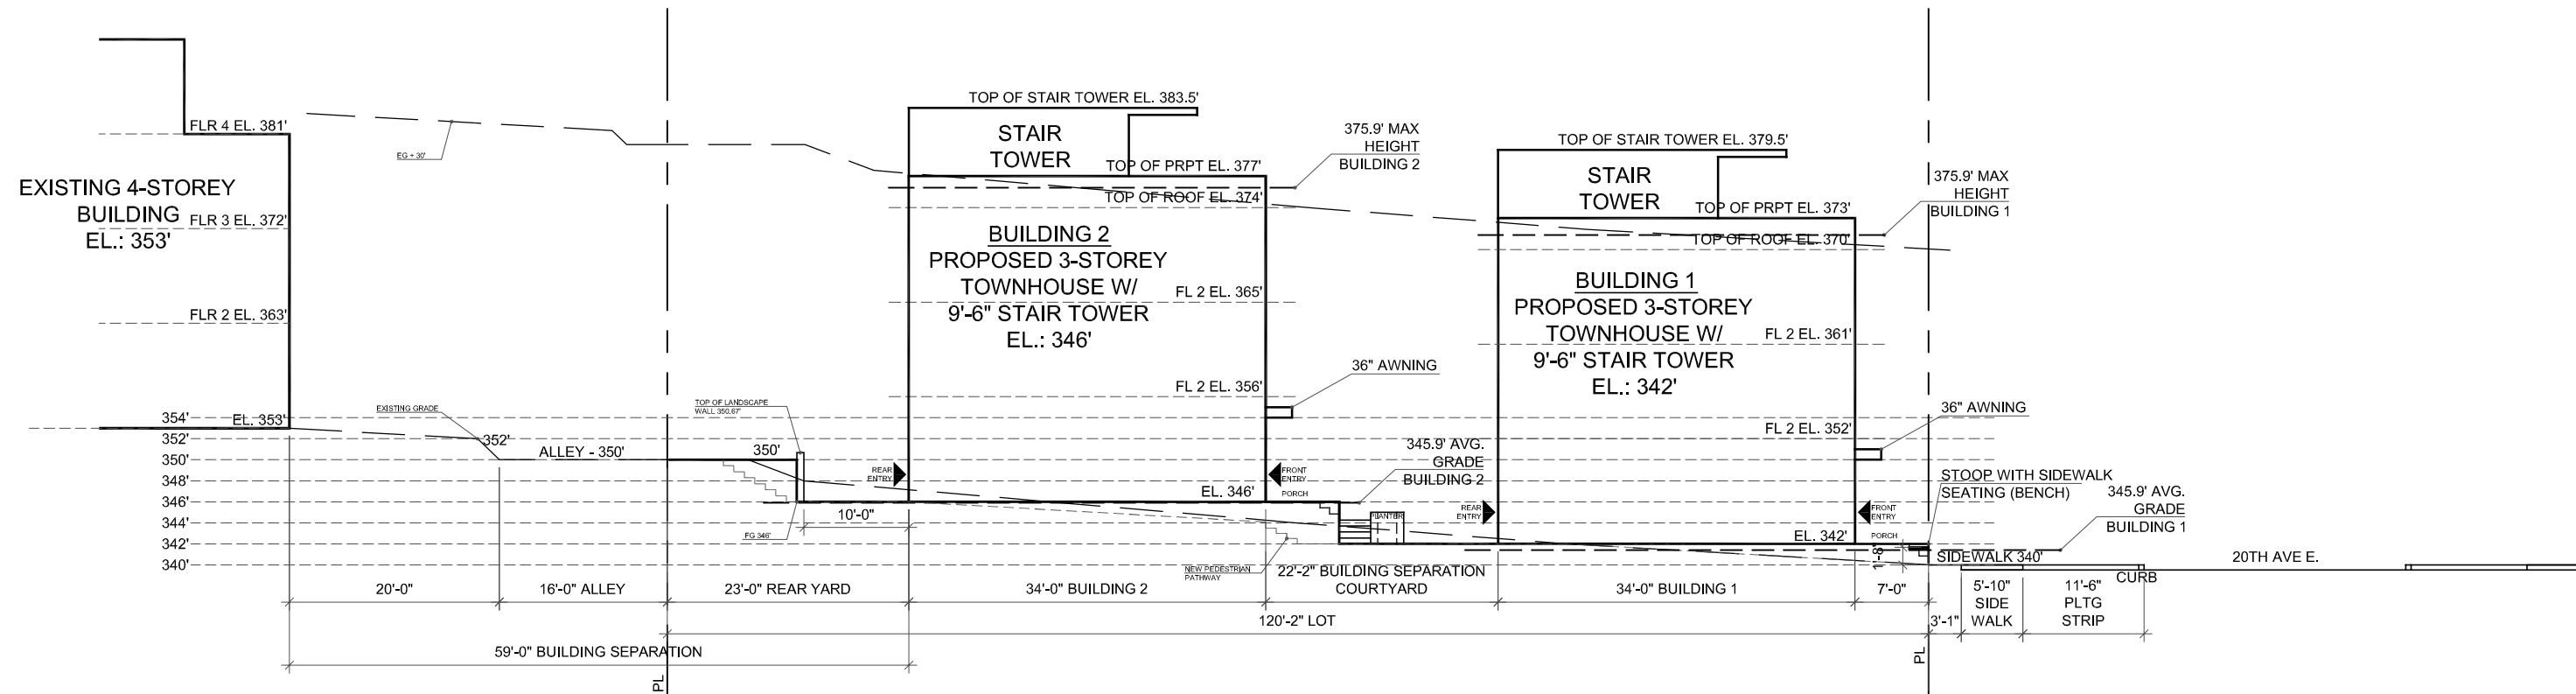 FLR 4 EL. 381'
EXISTING 4-STOREY
BUILDING
EL.: 353'
FLR 3 EL. 372'
FLR 2 EL. 363'
EL. 353'
354'
352'
350'
348'
346'
344'
342'
340'
EG + 30'
EXISTING GRADE
352'
ALLEY - 350'
350'
TOP OF LANDSCAPE
WALL 350.67'
FG 346'
10'-0"
TOP OF STAIR TOWER EL. 383.5'
STAIR
TOWER
TOP OF PRPT EL. 377'
TOP OF ROOF EL. 374'
BUILDING 2
PROPOSED 3-STOREY
TOWNHOUSE W/
9'-6" STAIR TOWER
EL.: 346'
FL 2 EL. 365'
FL 2 EL. 356'
REAR
ENTRY
EL. 346'
FRONT
ENTRY
PORCH
375.9' MAX
HEIGHT
BUILDING 2
36" AWNING
345.9' AVG.
GRADE
BUILDING 2
PLANTER
NEW PEDESTRIAN
PATHWAY
TOP OF STAIR TOWER EL. 379.5'
STAIR
TOWER
TOP OF PRPT EL. 373'
TOP OF ROOF EL. 370'
BUILDING 1
PROPOSED 3-STOREY
TOWNHOUSE W/
9'-6" STAIR TOWER
EL.: 342'
FL 2 EL. 361'
FL 2 EL. 352'
REAR
ENTRY
EL. 342'
FRONT
ENTRY
PORCH
1'-8"
375.9' MAX
HEIGHT
BUILDING 1
36" AWNING
STOOP WITH SIDEWALK
SEATING (BENCH)
345.9' AVG.
GRADE
BUILDING 1
SIDEWALK 340'
CURB
20TH AVE E.
20'-0"
16'-0" ALLEY
23'-0" REAR YARD
34'-0" BUILDING 2
22'-2" BUILDING SEPARATION
COURTYARD
34'-0" BUILDING 1
7'-0"
3'-1"
5'-10"
SIDE
WALK
11'-6"
PLTG
STRIP
120'-2" LOT
59'-0" BUILDING SEPARATION
PL
PL